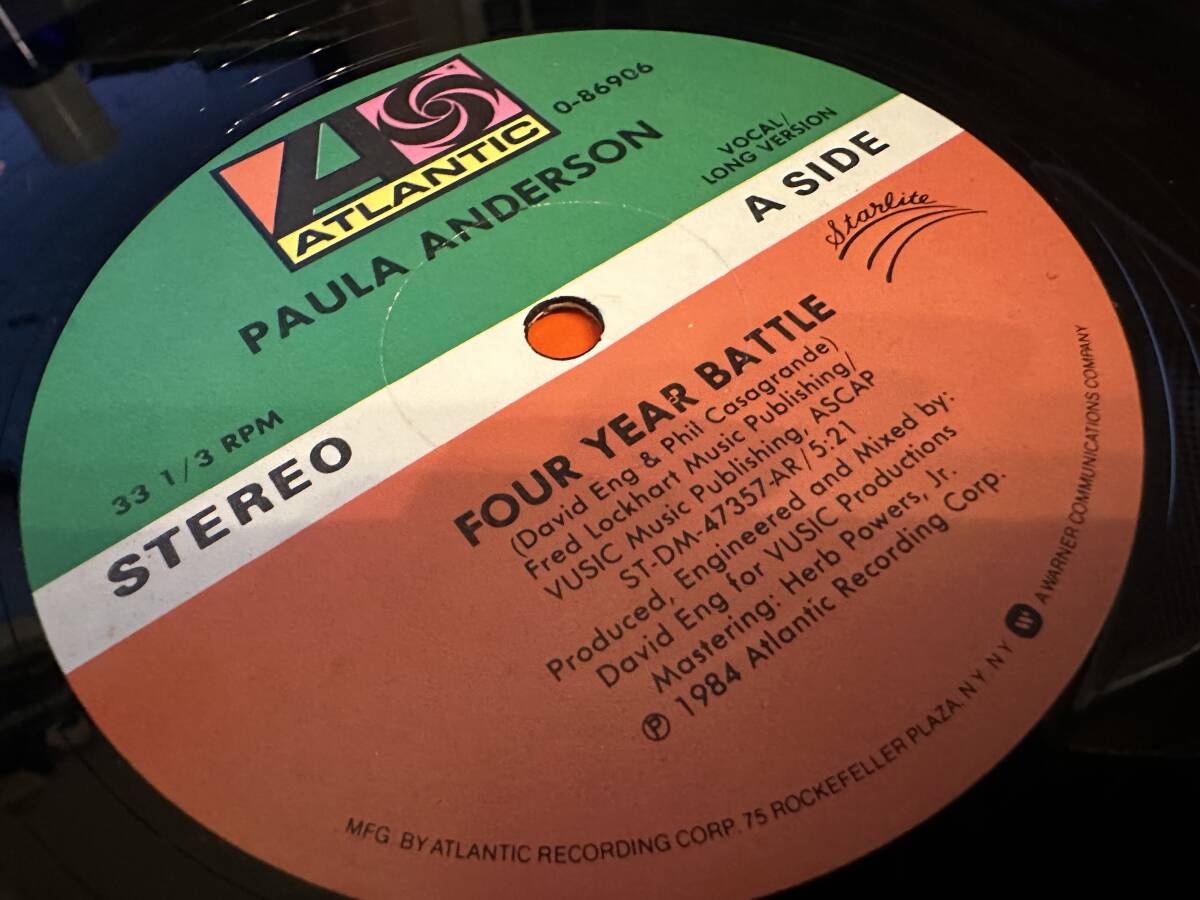 ATLANTIC
0-86906
PAULA ANDERSON
VOCAL/
LONG VERSION
33 1/3 RPM
STEREO
A SIDE
Starlite
FOUR YEAR BATTLE
(David Eng & Phil Casagrande)
Fred Lockhart Music Publishing/
VUSIC Music Publishing, ASCAP
ST-DM-47357-AR/5:21
Produced, Engineered and Mixed by:
David Eng for VUSIC Productions
Mastering: Herb Powers, Jr.
℗ 1984 Atlantic Recording Corp.
MFG. BY ATLANTIC RECORDING CORP. 75 ROCKEFELLER PLAZA. N.Y. N.Y. A WARNER COMMUNICATIONS COMPANY